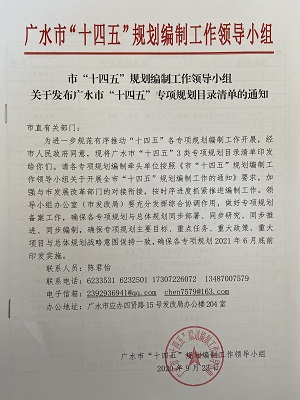 广水市“十四五”规划编制工作领导小组
市“十四五”规划编制工作领导小组
关于发布广水市“十四五”专项规划目录清单的通知
市直有关部门：
为进一步规范有序推动“十四五”各专项规划编制工作开展，经
市人民政府同意，现将广水市“十四五”3类专项规划目录清单印发
给你们。请各专项规划编制牵头单位按照《市“十四五”规划编制工
作领导小组关于开展全市“十四五”规划编制工作的通知》要求，加
强与市发展改革部门的对接衔接，按时序进度抓紧推进编制工作。领
导小组办公室（市发改局）要充分发挥综合协调作用，做好专项规划
备案工作，确保各专项规划与总体规划同步部署、同步研究、同步推
进、同步编制，确保专项规划主要目标、重点任务、重大政策、重大
项目与总体规划战略意图保持一致，确保各专项规划2021年6月底前
印发实施。
联系人：陈君怡
联系电话：6233531 6232501 17307226072 13487007579
电子信箱：2392936941@qq.com chen7579@163.com
办公地址：广水市应办四贤路15号发改局办公楼204室
广水市“十四五”规划编制工作领导小组
2020年9月23日